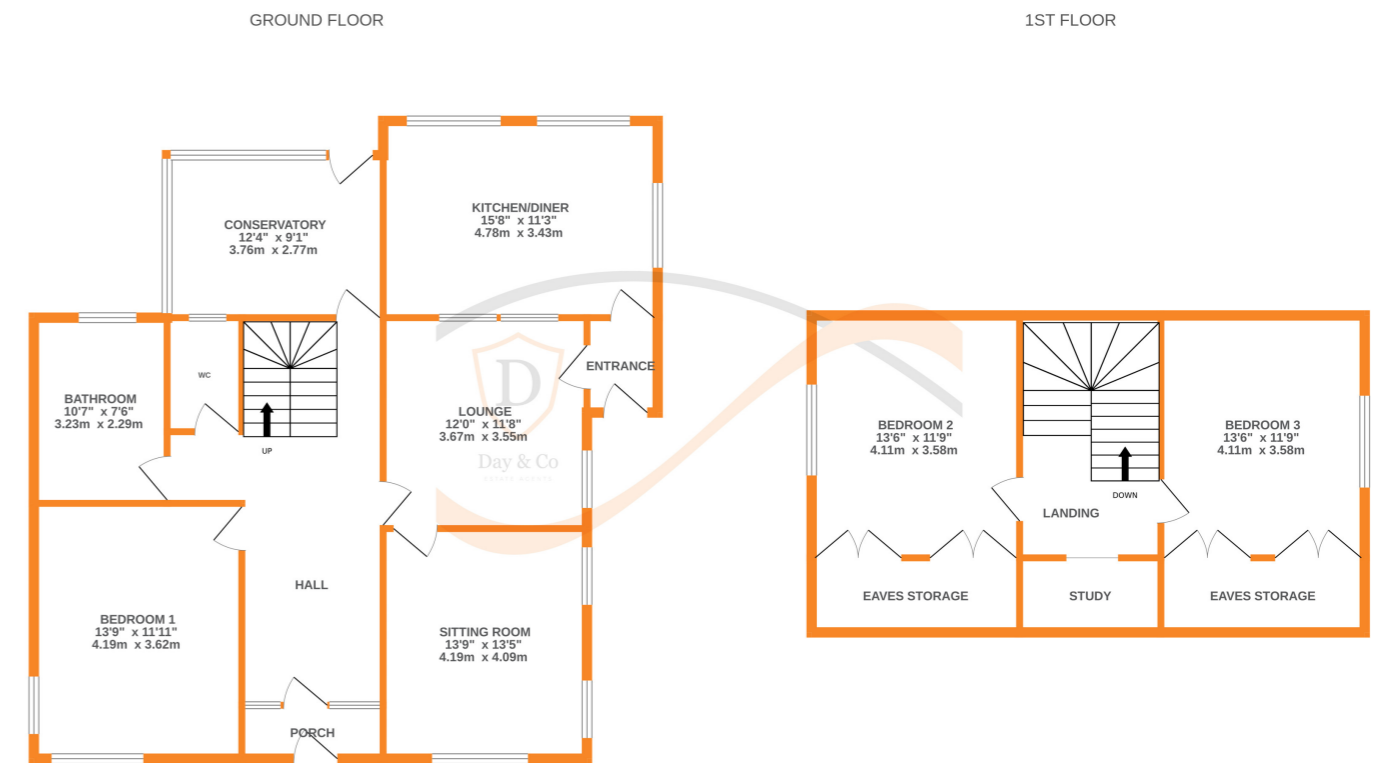 GROUND FLOOR
1ST FLOOR
KITCHEN/DINER
15'8" x 11'3"
4.78m x 3.43m
CONSERVATORY
12'4" x 9'1"
3.76m x 2.77m
ENTRANCE
WC
BATHROOM
10'7" x 7'6"
3.23m x 2.29m
LOUNGE
12'0" x 11'8"
3.67m x 3.55m
UP
D
Day & Co
ESTATE AGENTS
HALL
BEDROOM 1
13'9" x 11'11"
4.19m x 3.62m
SITTING ROOM
13'9" x 13'5"
4.19m x 4.09m
PORCH
BEDROOM 2
13'6" x 11'9"
4.11m x 3.58m
BEDROOM 3
13'6" x 11'9"
4.11m x 3.58m
DOWN
LANDING
EAVES STORAGE
STUDY
EAVES STORAGE